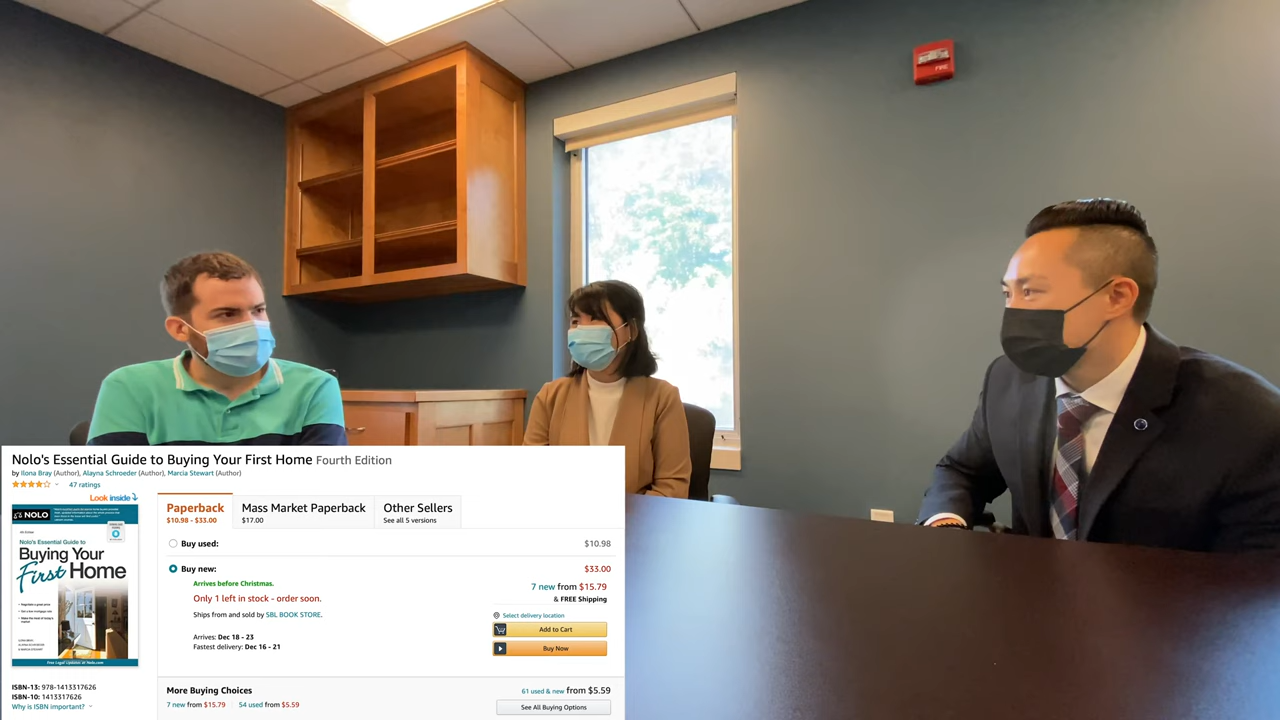 FIRE
Nolo's Essential Guide to Buying Your First Home Fourth Edition
by Ilona Bray (Author), Alayna Schroeder (Author), Marcia Stewart (Author)
47 ratings
Look inside
NOLO
Nolo's Essential Guide to
Buying Your
First Home
Free Legal Updates at Nolo.com
ISBN-13: 978-1413317626
ISBN-10: 1413317626
Why is ISBN important?
Paperback
$10.98 - $33.00
Mass Market Paperback
$17.00
Other Sellers
See all 5 versions
Buy used:
$10.98
Buy new:
$33.00
Arrives before Christmas.
Only 1 left in stock - order soon.
Ships from and sold by SBL BOOK STORE.
Arrives: Dec 18 - 23
Fastest delivery: Dec 16 - 21
7 new from $15.79
& FREE Shipping
Select delivery location
Add to Cart
Buy Now
More Buying Choices
7 new from $15.79
54 used from $5.59
61 used & new from $5.59
See All Buying Options